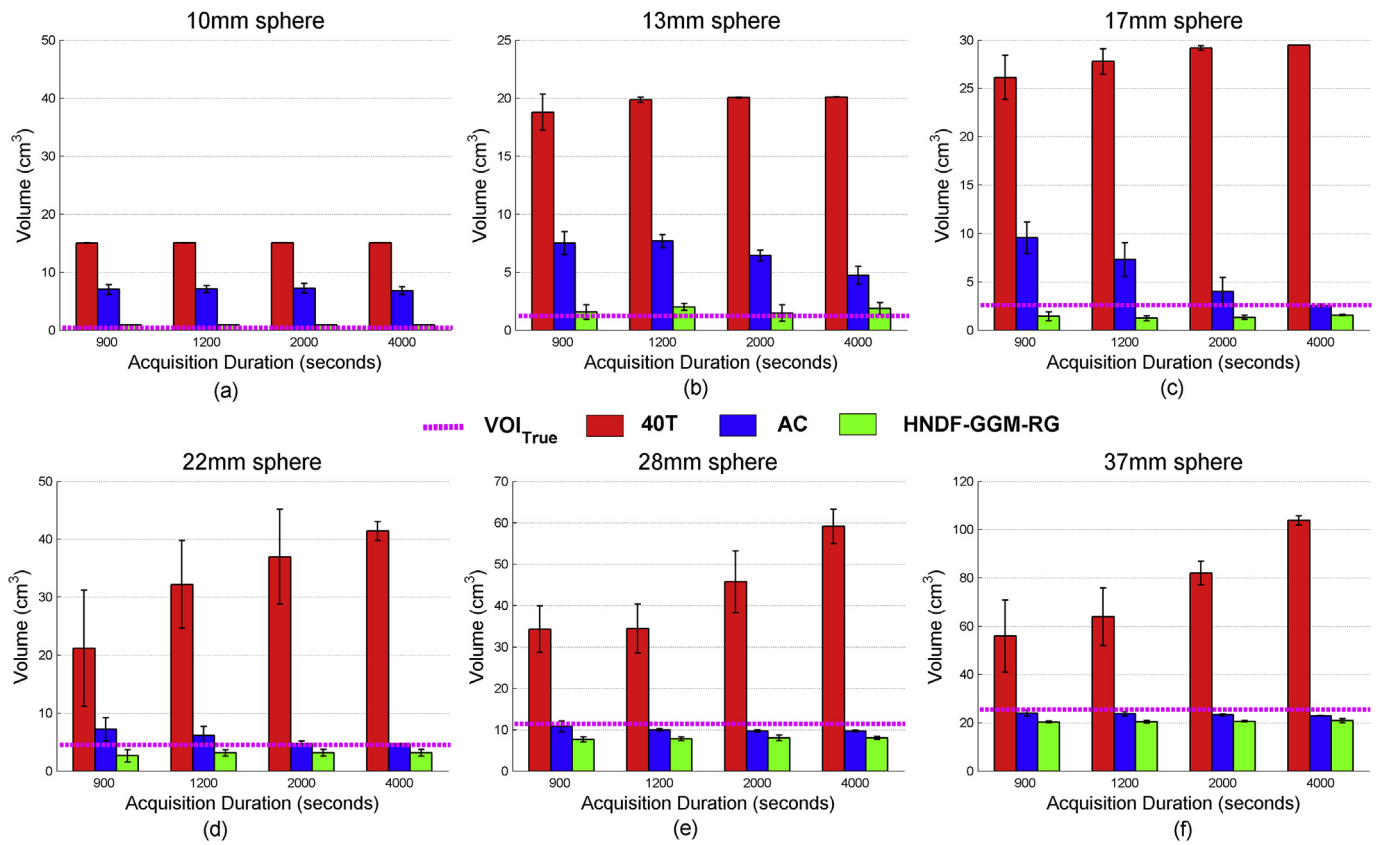 10mm sphere
50
40
30
20
10
0
Volume (cm³)
900 1200 2000 4000
Acquisition Duration (seconds)
(a)
13mm sphere
25
20
15
10
5
0
Volume (cm³)
900 1200 2000 4000
Acquisition Duration (seconds)
(b)
17mm sphere
30
25
20
15
10
5
0
Volume (cm³)
900 1200 2000 4000
Acquisition Duration (seconds)
(c)
VOI_True 40T AC HNDF-GGM-RG
22mm sphere
50
40
30
20
10
0
Volume (cm³)
900 1200 2000 4000
Acquisition Duration (seconds)
(d)
28mm sphere
70
60
50
40
30
20
10
0
Volume (cm³)
900 1200 2000 4000
Acquisition Duration (seconds)
(e)
37mm sphere
120
100
80
60
40
20
0
Volume (cm³)
900 1200 2000 4000
Acquisition Duration (seconds)
(f)